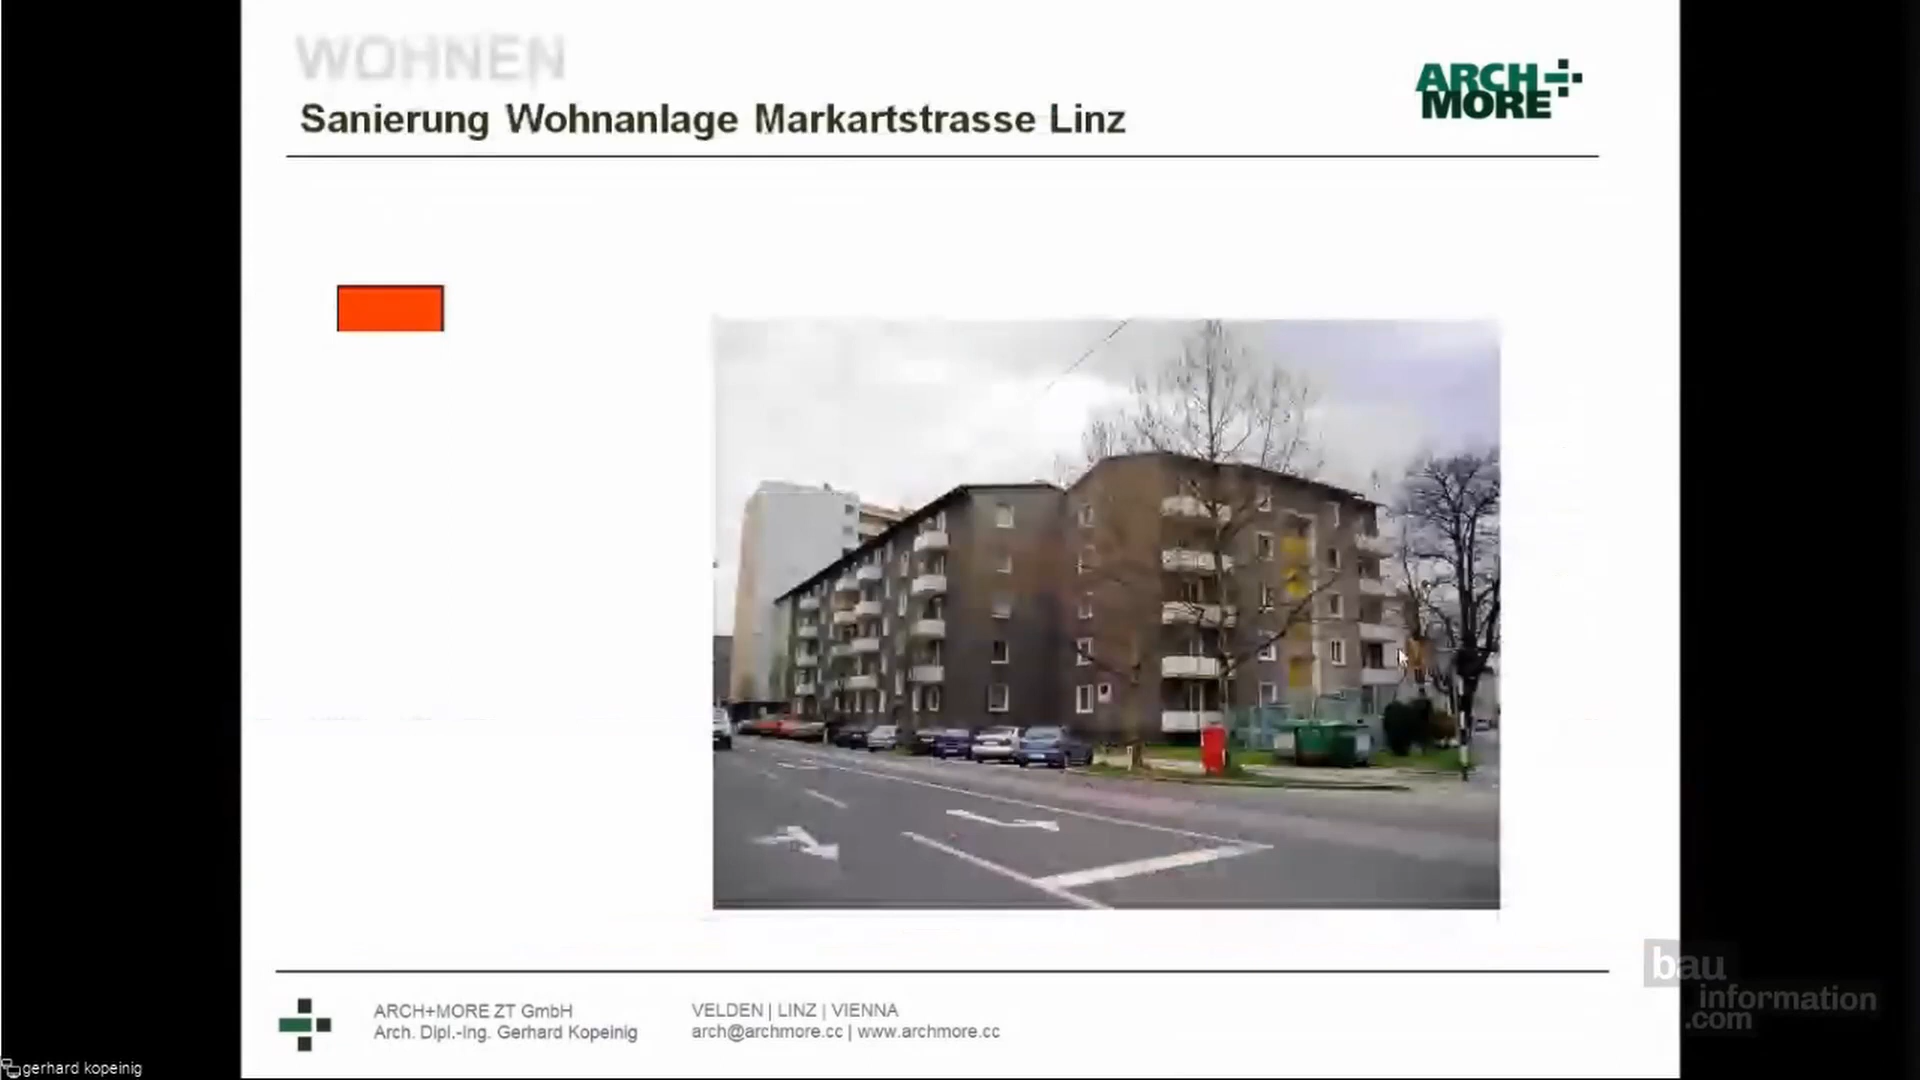 WOHNEN
Sanierung Wohnanlage Markartstrasse Linz
ARCH
MORE
ARCH+MORE ZT GmbH
Arch. Dipl.-Ing. Gerhard Kopeinig
VELDEN | LINZ | VIENNA
arch@archmore.cc | www.archmore.cc
bau
information
.com
gerhard kopeinig